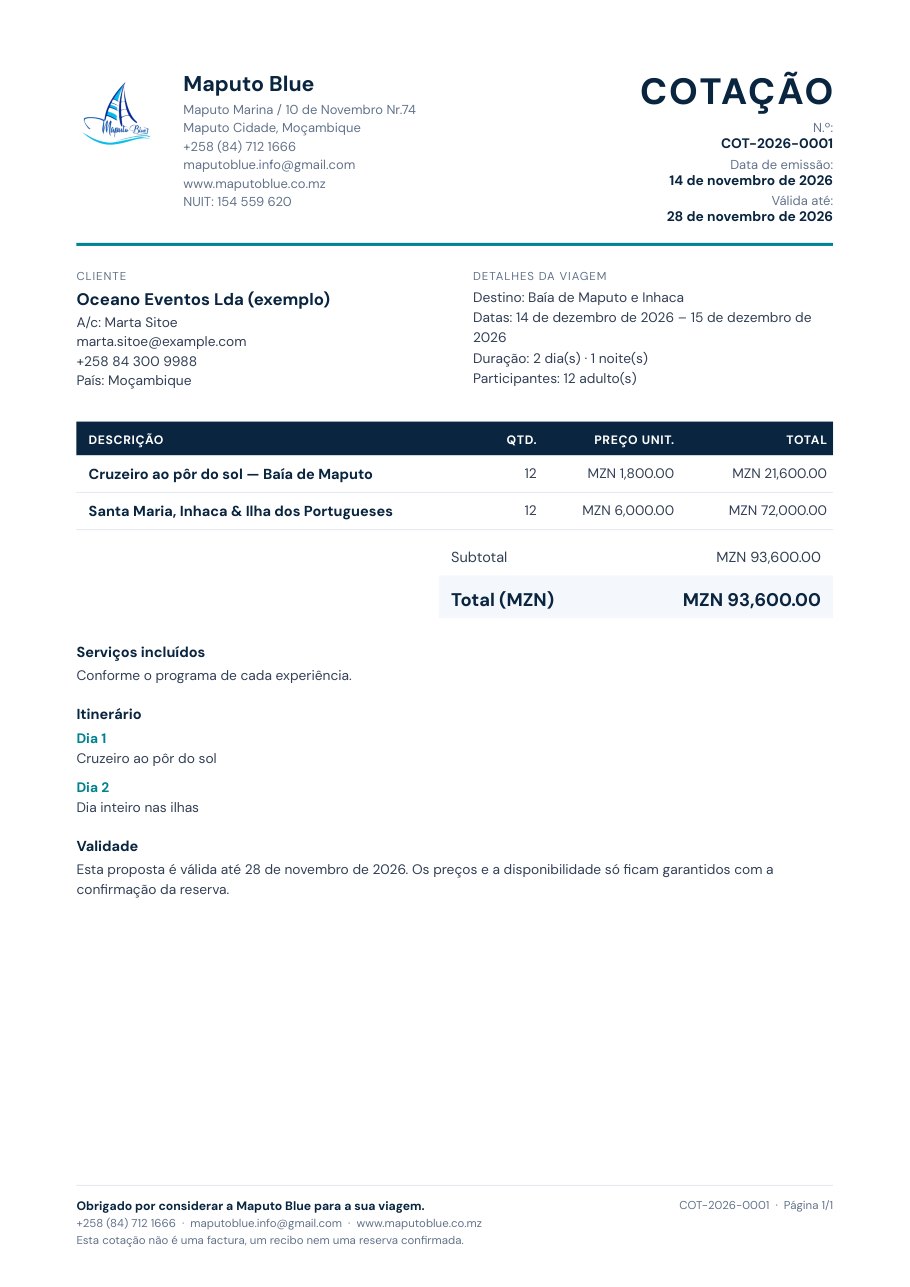 Maputo Blue
Maputo Blue
Maputo Marina / 10 de Novembro Nr.74
Maputo Cidade, Moçambique
+258 (84) 712 1666
maputoblue.info@gmail.com
www.maputoblue.co.mz
NUIT: 154 559 620
COTAÇÃO
N.º:
COT-2026-0001
Data de emissão:
14 de novembro de 2026
Válida até:
28 de novembro de 2026
CLIENTE
Oceano Eventos Lda (exemplo)
A/c: Marta Sitoe
marta.sitoe@example.com
+258 84 300 9988
País: Moçambique
DETALHES DA VIAGEM
Destino: Baía de Maputo e Inhaca
Datas: 14 de dezembro de 2026 – 15 de dezembro de
2026
Duração: 2 dia(s) · 1 noite(s)
Participantes: 12 adulto(s)
DESCRIÇÃO QTD. PREÇO UNIT. TOTAL
Cruzeiro ao pôr do sol — Baía de Maputo 12 MZN 1,800.00 MZN 21,600.00
Santa Maria, Inhaca & Ilha dos Portugueses 12 MZN 6,000.00 MZN 72,000.00
Subtotal MZN 93,600.00
Total (MZN) MZN 93,600.00
Serviços incluídos
Conforme o programa de cada experiência.
Itinerário
Dia 1
Cruzeiro ao pôr do sol
Dia 2
Dia inteiro nas ilhas
Validade
Esta proposta é válida até 28 de novembro de 2026. Os preços e a disponibilidade só ficam garantidos com a
confirmação da reserva.
Obrigado por considerar a Maputo Blue para a sua viagem.
+258 (84) 712 1666 · maputoblue.info@gmail.com · www.maputoblue.co.mz
Esta cotação não é uma factura, um recibo nem uma reserva confirmada.
COT-2026-0001 · Página 1/1